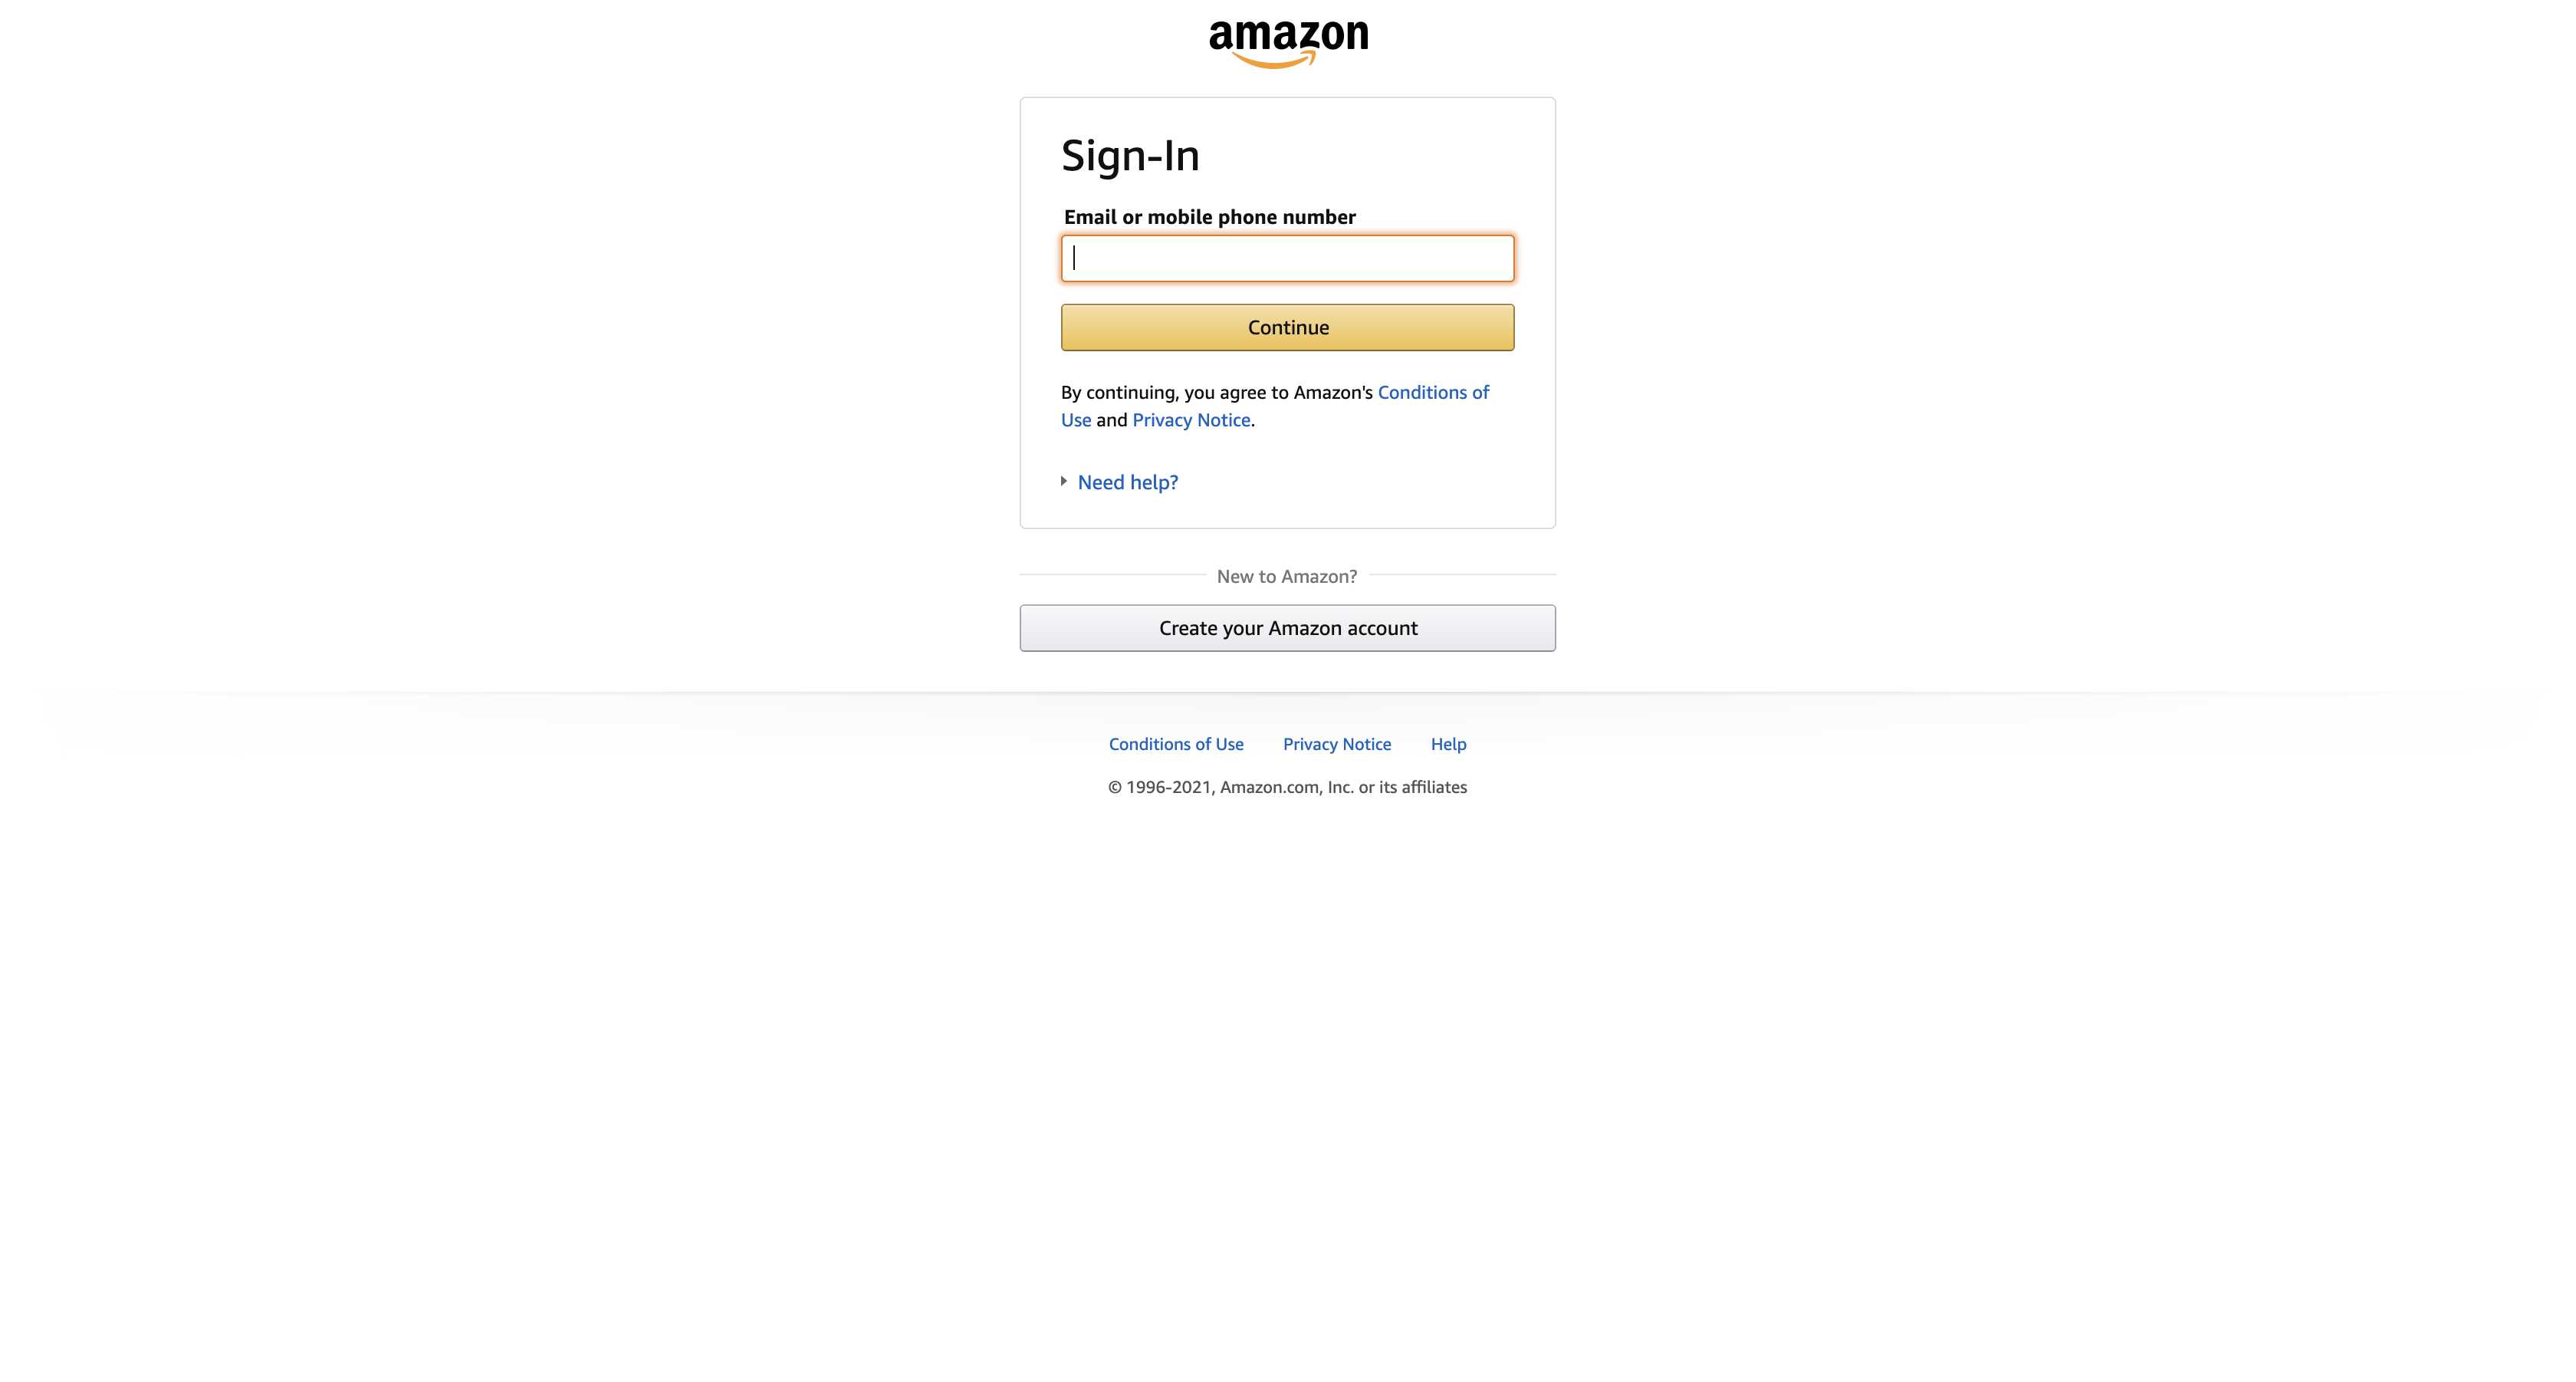 amazon
Sign-In
Email or mobile phone number
Continue
By continuing, you agree to Amazon's Conditions of
Use and Privacy Notice.
Need help?
New to Amazon?
Create your Amazon account
Conditions of Use Privacy Notice Help
© 1996-2021, Amazon.com, Inc. or its affiliates